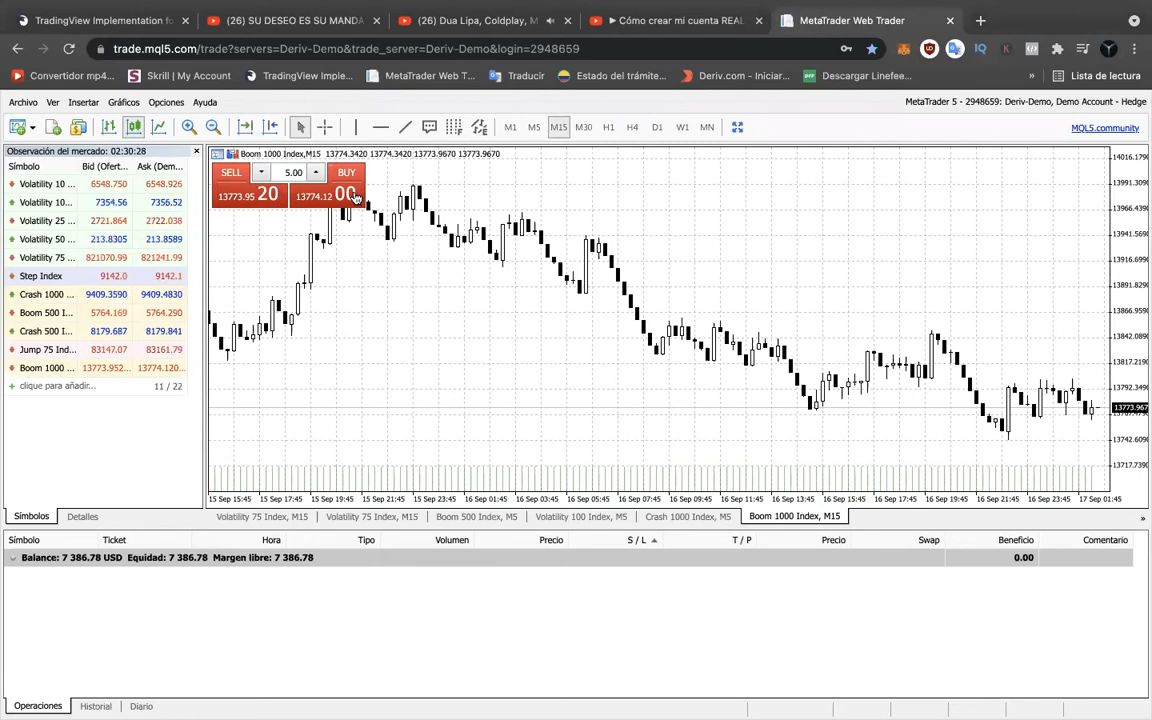 TradingView Implementation fo
(26) SU DESEO ES SU MANDA
(26) Dua Lipa, Coldplay, M
Cómo crear mi cuenta REAL
MetaTrader Web Trader
trade.mql5.com/trade?servers=Deriv-Demo&trade_server=Deriv-Demo&login=2948659
Convertidor mp4...
Skrill | My Account
TradingView Imple...
MetaTrader Web T...
Traducir
Estado del trámite...
Deriv.com - Iniciar...
Descargar Linefee...
»
Lista de lectura
Archivo Ver Insertar Gráficos Opciones Ayuda
MetaTrader 5 - 2948659: Deriv-Demo, Demo Account - Hedge
M1 M5 M15 M30 H1 H4 D1 W1 MN
MQL5.community
Observación del mercado: 02:30:28
Símbolo Bid (Ofert... Ask (Dem...
Volatility 10 ... 6548.750 6548.926
Volatility 10... 7354.56 7356.52
Volatility 25 ... 2721.864 2722.038
Volatility 50 ... 213.8305 213.8589
Volatility 75 ... 821070.99 821241.99
Step Index 9142.0 9142.1
Crash 1000 ... 9409.3590 9409.4830
Boom 500 I... 5764.169 5764.290
Crash 500 I... 8179.687 8179.841
Jump 75 Ind... 83147.07 83161.79
Boom 1000 ... 13773.952... 13774.120...
+ clique para añadir... 11 / 22
Símbolos Detalles
Boom 1000 Index,M15 13774.3420 13774.3420 13773.9670 13773.9670
SELL 5.00 BUY
13773.95 20 13774.12 00
14016.1790
13991.3090
13966.4390
13941.5690
13916.6990
13891.8290
13866.9590
13842.0890
13817.2190
13792.3490
13773.967
13742.6090
13717.7390
15 Sep 15:45 15 Sep 17:45 15 Sep 19:45 15 Sep 21:45 15 Sep 23:45 16 Sep 01:45 16 Sep 03:45 16 Sep 05:45 16 Sep 07:45 16 Sep 09:45 16 Sep 11:45 16 Sep 13:45 16 Sep 15:45 16 Sep 17:45 16 Sep 19:45 16 Sep 21:45 16 Sep 23:45 17 Sep 01:45
Volatility 75 Index, M15 Volatility 75 Index, M15 Boom 500 Index, M5 Volatility 100 Index, M5 Crash 1000 Index, M5 Boom 1000 Index, M15 »
Símbolo Ticket Hora Tipo Volumen Precio S / L T / P Precio Swap Beneficio Comentario
Balance: 7 386.78 USD Equidad: 7 386.78 Margen libre: 7 386.78 0.00
Operaciones Historial Diario